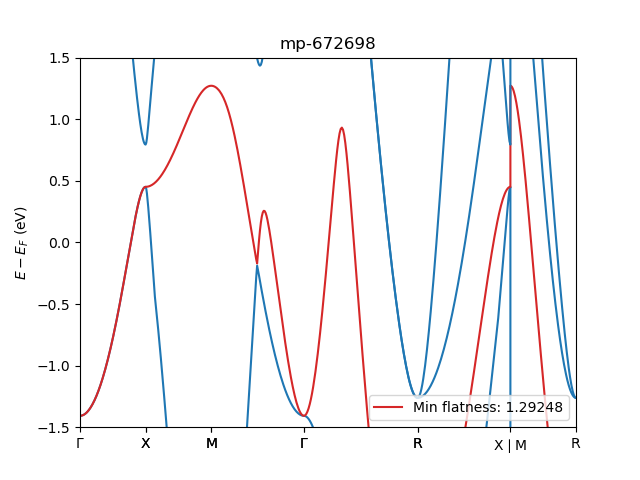 mp-672698
E − E_F (eV)
1.5
1.0
0.5
0.0
−0.5
−1.0
−1.5
Min flatness: 1.29248
Γ X M Γ R X | M R